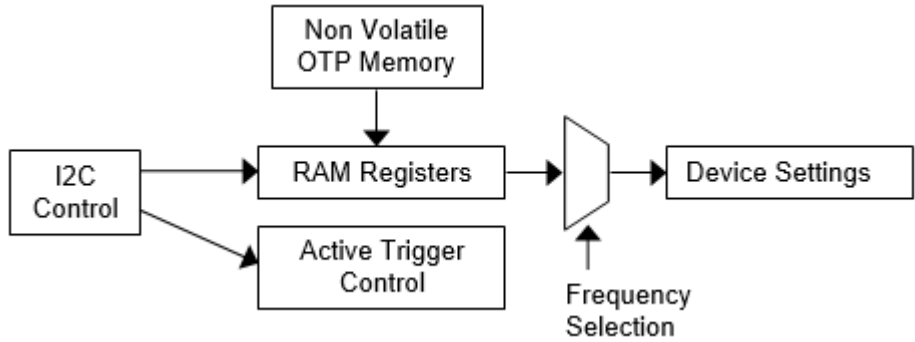 Non Volatile
OTP Memory
I2C
Control
RAM Registers
Device Settings
Active Trigger
Control
Frequency
Selection